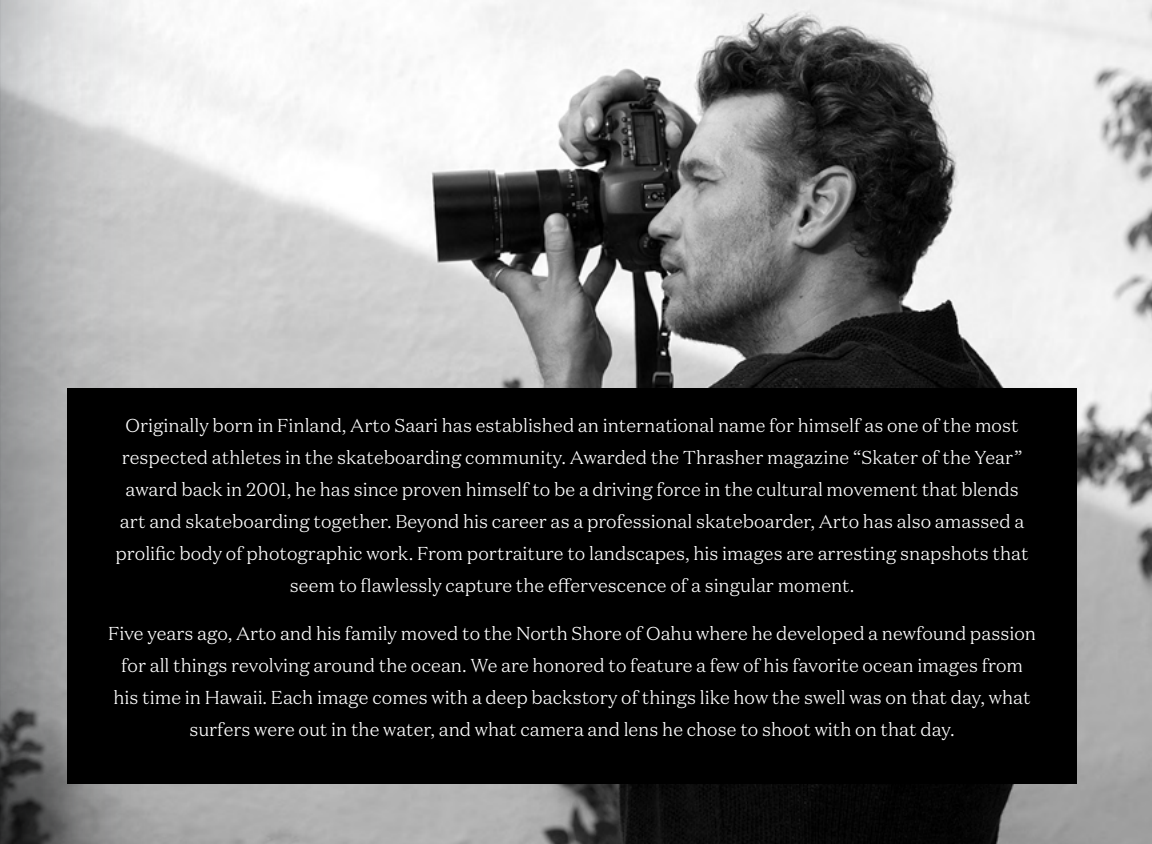 Originally born in Finland, Arto Saari has established an international name for himself as one of the most
respected athletes in the skateboarding community. Awarded the Thrasher magazine “Skater of the Year”
award back in 2001, he has since proven himself to be a driving force in the cultural movement that blends
art and skateboarding together. Beyond his career as a professional skateboarder, Arto has also amassed a
prolific body of photographic work. From portraiture to landscapes, his images are arresting snapshots that
seem to flawlessly capture the effervescence of a singular moment.
Five years ago, Arto and his family moved to the North Shore of Oahu where he developed a newfound passion
for all things revolving around the ocean. We are honored to feature a few of his favorite ocean images from
his time in Hawaii. Each image comes with a deep backstory of things like how the swell was on that day, what
surfers were out in the water, and what camera and lens he chose to shoot with on that day.